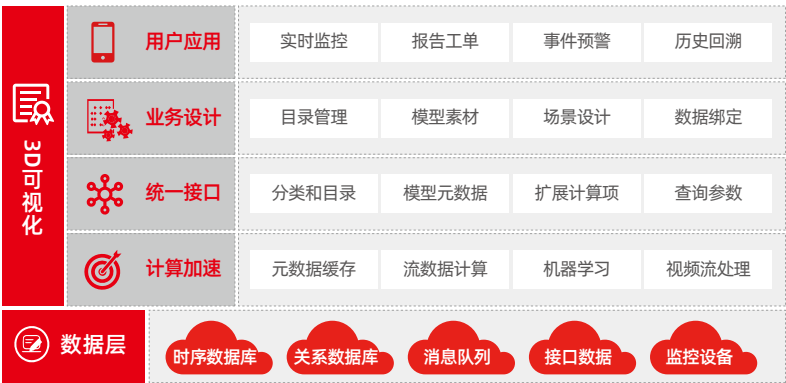 3D可视化
用户应用
实时监控
报告工单
事件预警
历史回溯
业务设计
目录管理
模型素材
场景设计
数据绑定
统一接口
分类和目录
模型元数据
扩展计算项
查询参数
计算加速
元数据缓存
流数据计算
机器学习
视频流处理
数据层
时序数据库
关系数据库
消息队列
接口数据
监控设备